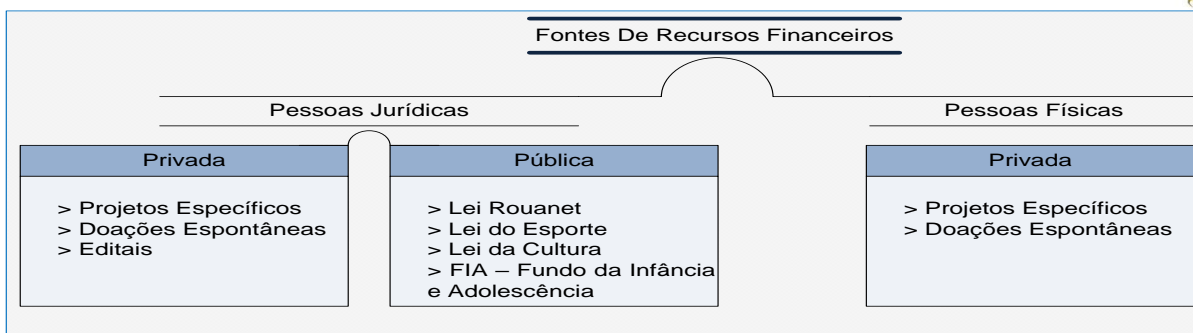 Fontes De Recursos Financeiros
Pessoas Jurídicas
Pessoas Físicas
Privada
> Projetos Específicos
> Doações Espontâneas
> Editais
Pública
> Lei Rouanet
> Lei do Esporte
> Lei da Cultura
> FIA – Fundo da Infância
e Adolescência
Privada
> Projetos Específicos
> Doações Espontâneas